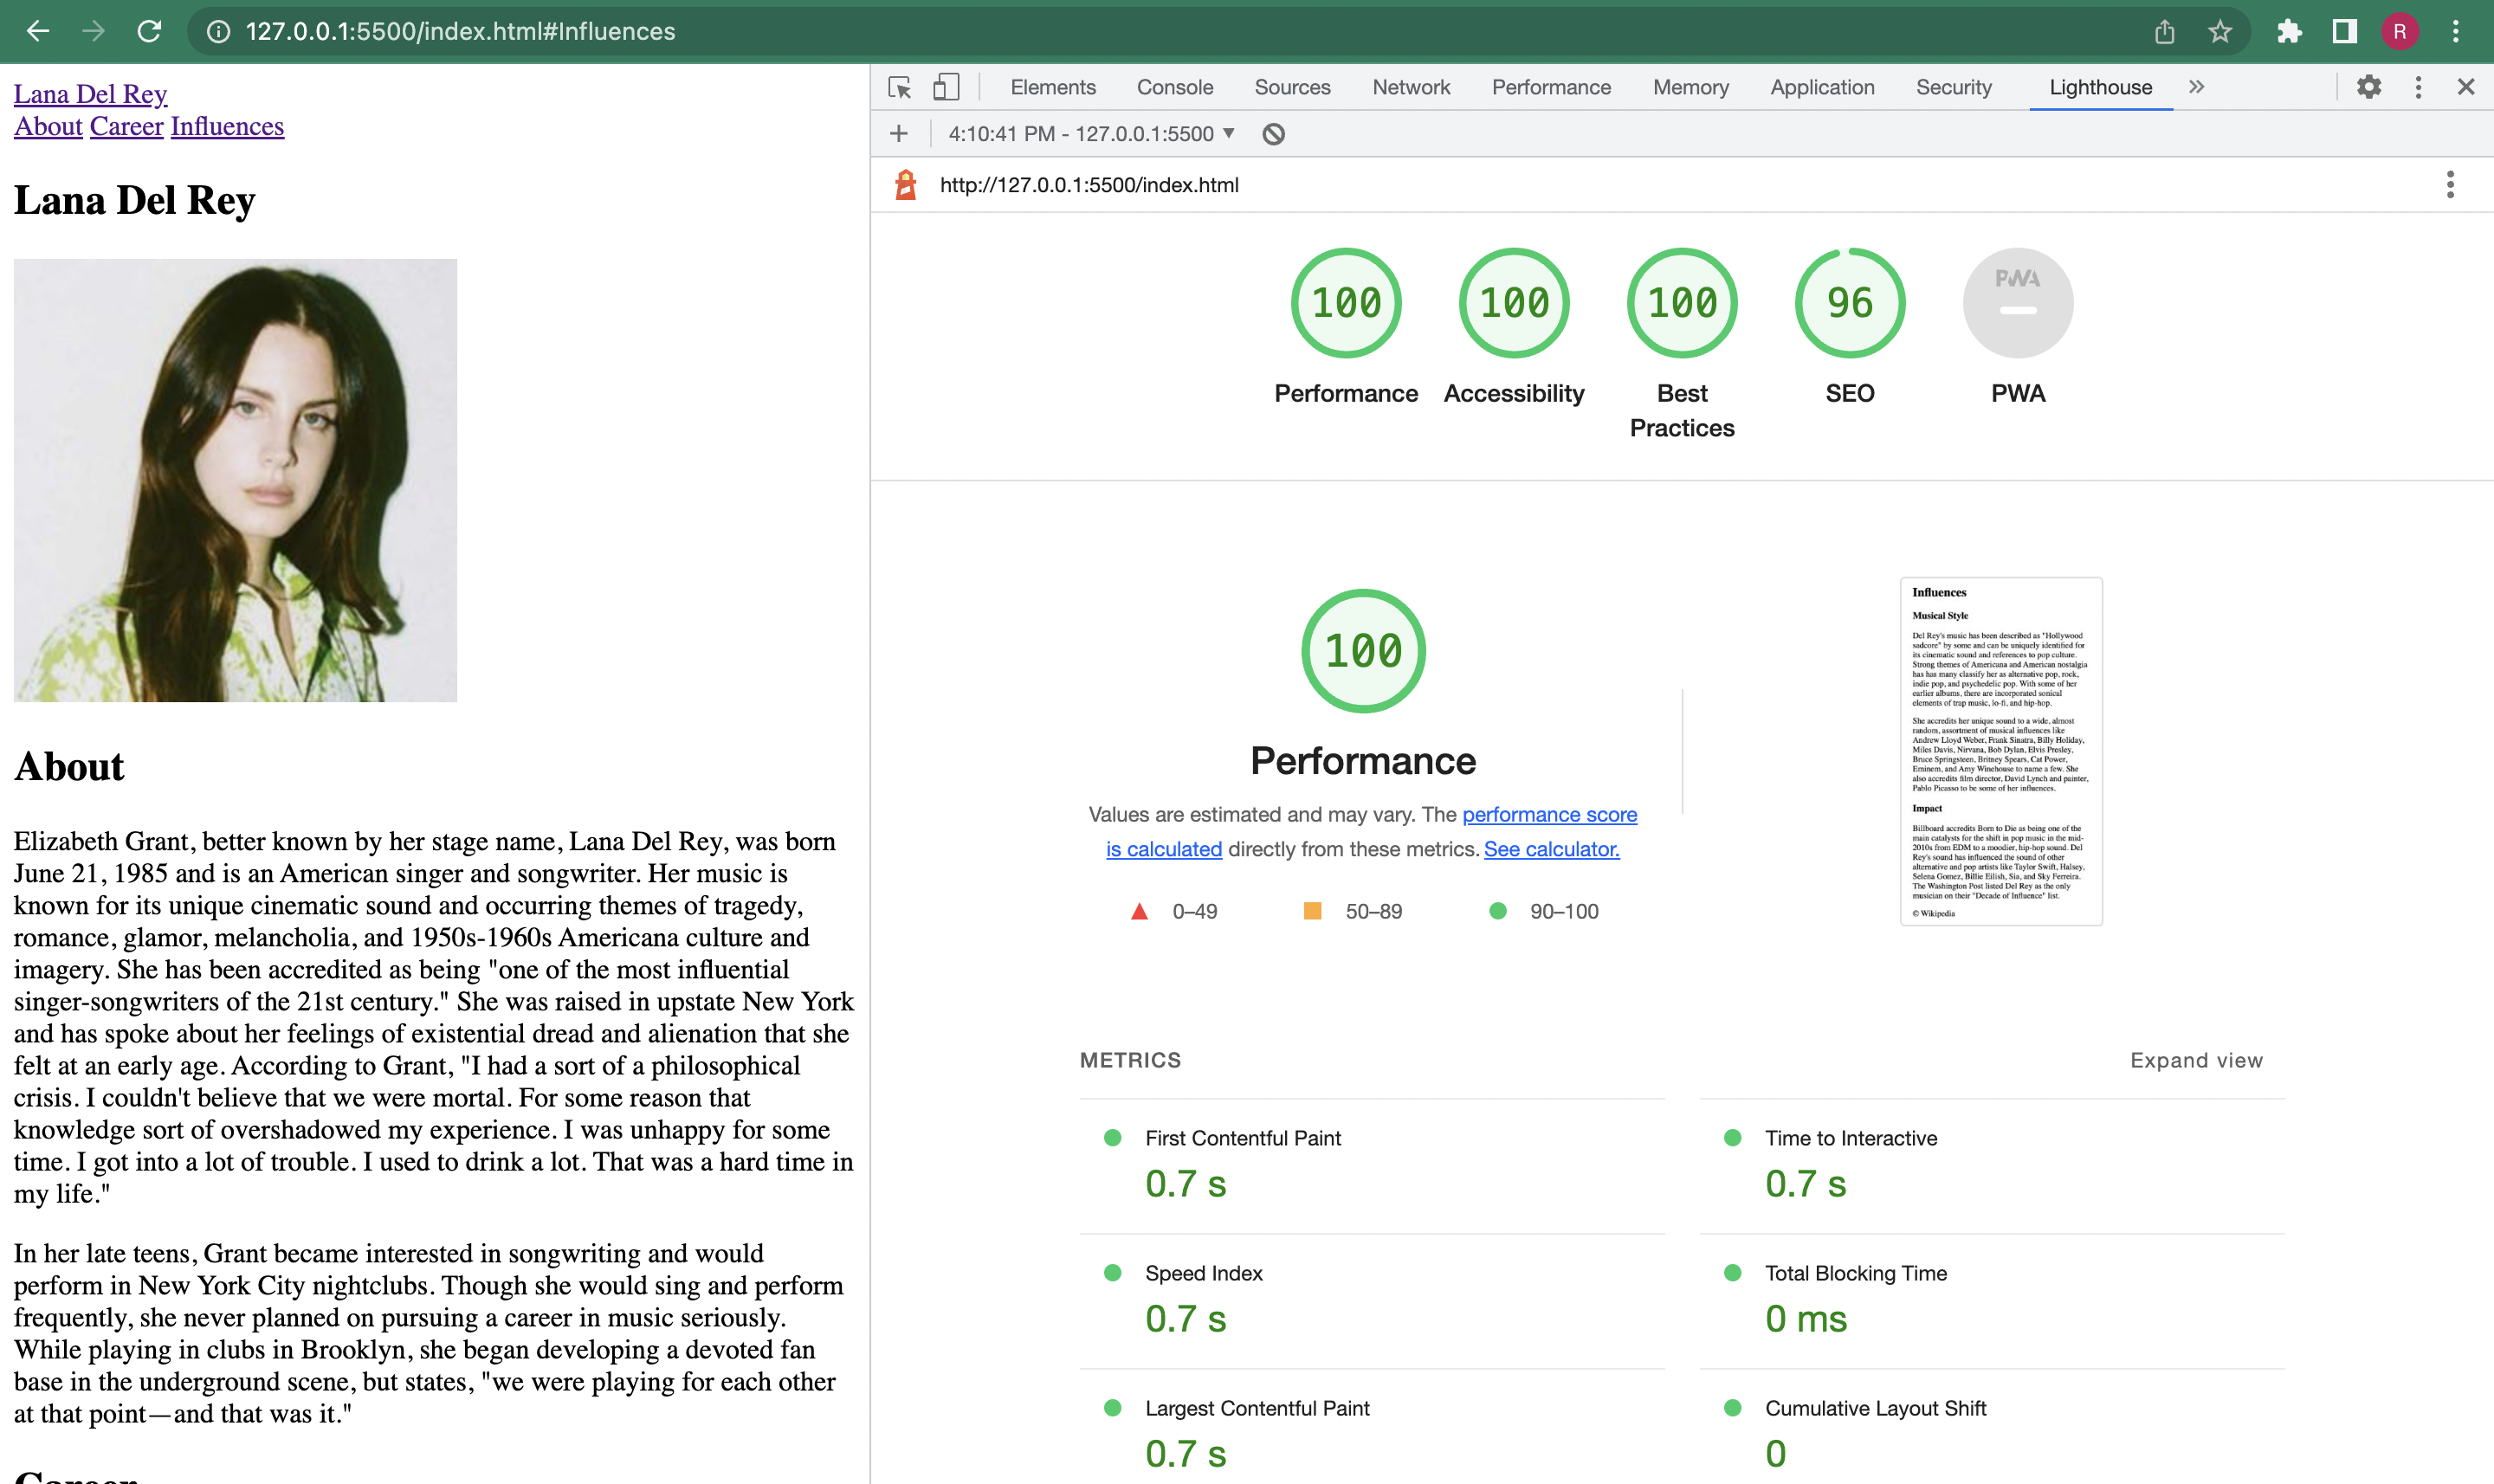 127.0.0.1:5500/index.html#Influences
R
Lana Del Rey
About Career Influences
Lana Del Rey
About
Elizabeth Grant, better known by her stage name, Lana Del Rey, was born
June 21, 1985 and is an American singer and songwriter. Her music is
known for its unique cinematic sound and occurring themes of tragedy,
romance, glamor, melancholia, and 1950s-1960s Americana culture and
imagery. She has been accredited as being "one of the most influential
singer-songwriters of the 21st century." She was raised in upstate New York
and has spoke about her feelings of existential dread and alienation that she
felt at an early age. According to Grant, "I had a sort of a philosophical
crisis. I couldn't believe that we were mortal. For some reason that
knowledge sort of overshadowed my experience. I was unhappy for some
time. I got into a lot of trouble. I used to drink a lot. That was a hard time in
my life."
In her late teens, Grant became interested in songwriting and would
perform in New York City nightclubs. Though she would sing and perform
frequently, she never planned on pursuing a career in music seriously.
While playing in clubs in Brooklyn, she began developing a devoted fan
base in the underground scene, but states, "we were playing for each other
at that point—and that was it."
Career
Elements Console Sources Network Performance Memory Application Security Lighthouse
4:10:41 PM - 127.0.0.1:5500
http://127.0.0.1:5500/index.html
100 100 100 96 PWA
Performance Accessibility Best Practices SEO PWA
100
Performance
Values are estimated and may vary. The performance score
is calculated directly from these metrics. See calculator.
0–49 50–89 90–100
Influences
Musical Style
Del Rey's music has been described as "Hollywood
sadcore" by some and can be uniquely identified for
its cinematic sound and references to pop culture.
Strong themes of Americana and American nostalgia
has has many classify her as alternative pop, rock,
indie pop, and psychedelic pop. With some of her
earlier albums, there are incorporated sonical
elements of trap music, lo-fi, and hip-hop.
She accredits her unique sound to a wide, almost
random, assortment of musical influences like
Andrew Lloyd Weber, Frank Sinatra, Billy Holiday,
Miles Davis, Nirvana, Bob Dylan, Elvis Presley,
Bruce Springsteen, Britney Spears, Cat Power,
Eminem, and Amy Winehouse to name a few. She
also accredits film director, David Lynch and painter,
Pablo Picasso to be some of her influences.
Impact
Billboard accredits Born to Die as being one of the
main catalysts for the shift in pop music in the mid-
2010s from EDM to a moodier, hip-hop sound. Del
Rey's sound has influenced the sound of other
alternative and pop artists like Taylor Swift, Halsey,
Selena Gomez, Billie Eilish, Sia, and Sky Ferreira.
The Washington Post listed Del Rey as the only
musician on their "Decade of Influence" list.
© Wikipedia
METRICS Expand view
First Contentful Paint
0.7 s
Time to Interactive
0.7 s
Speed Index
0.7 s
Total Blocking Time
0 ms
Largest Contentful Paint
0.7 s
Cumulative Layout Shift
0